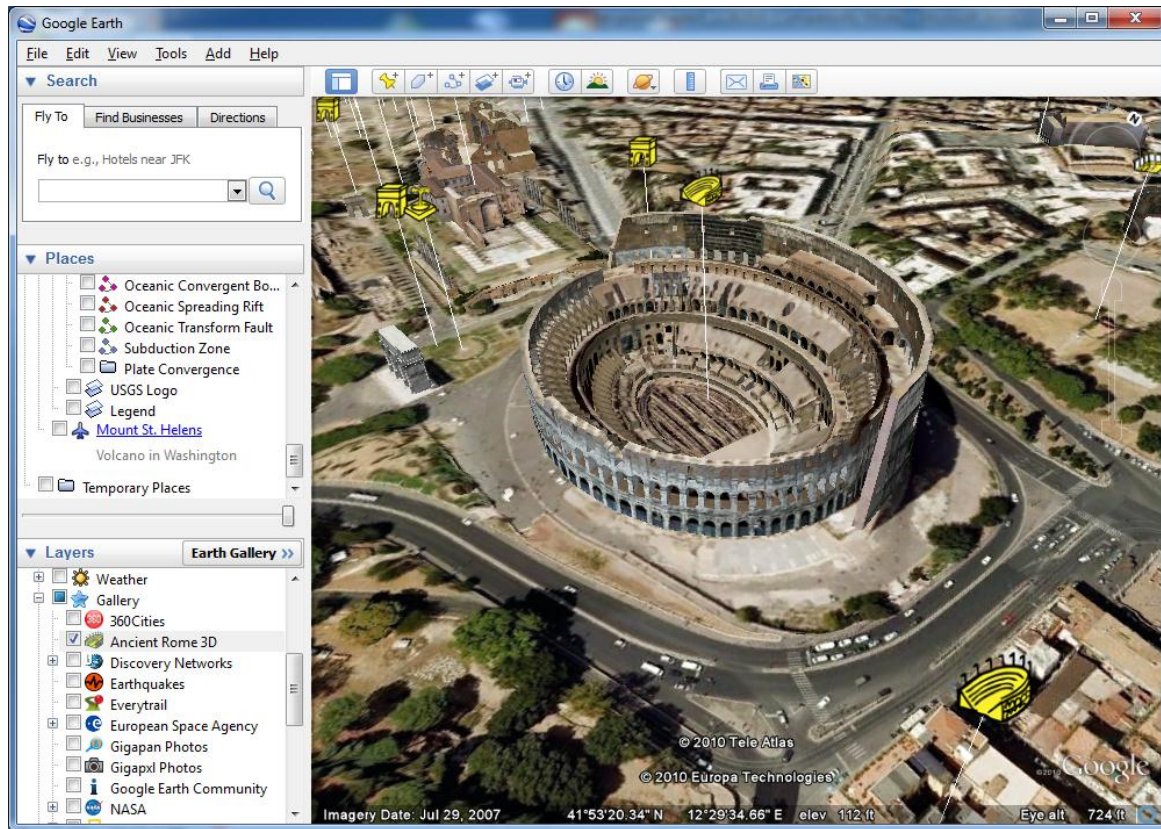 Google Earth
File Edit View Tools Add Help
Search
Fly To Find Businesses Directions
Fly to e.g., Hotels near JFK
Places
Oceanic Convergent Bo...
Oceanic Spreading Rift
Oceanic Transform Fault
Subduction Zone
Plate Convergence
USGS Logo
Legend
Mount St. Helens
Volcano in Washington
Temporary Places
Layers Earth Gallery >>
Weather
Gallery
360 360Cities
Ancient Rome 3D
Discovery Networks
Earthquakes
Everytrail
European Space Agency
Gigapan Photos
Gigapxl Photos
Google Earth Community
NASA
N
© 2010 Tele Atlas
© 2010 Europa Technologies
©2010 Google
Imagery Date: Jul 29, 2007 41°53'20.34" N 12°29'34.66" E elev 112 ft Eye alt 724 ft